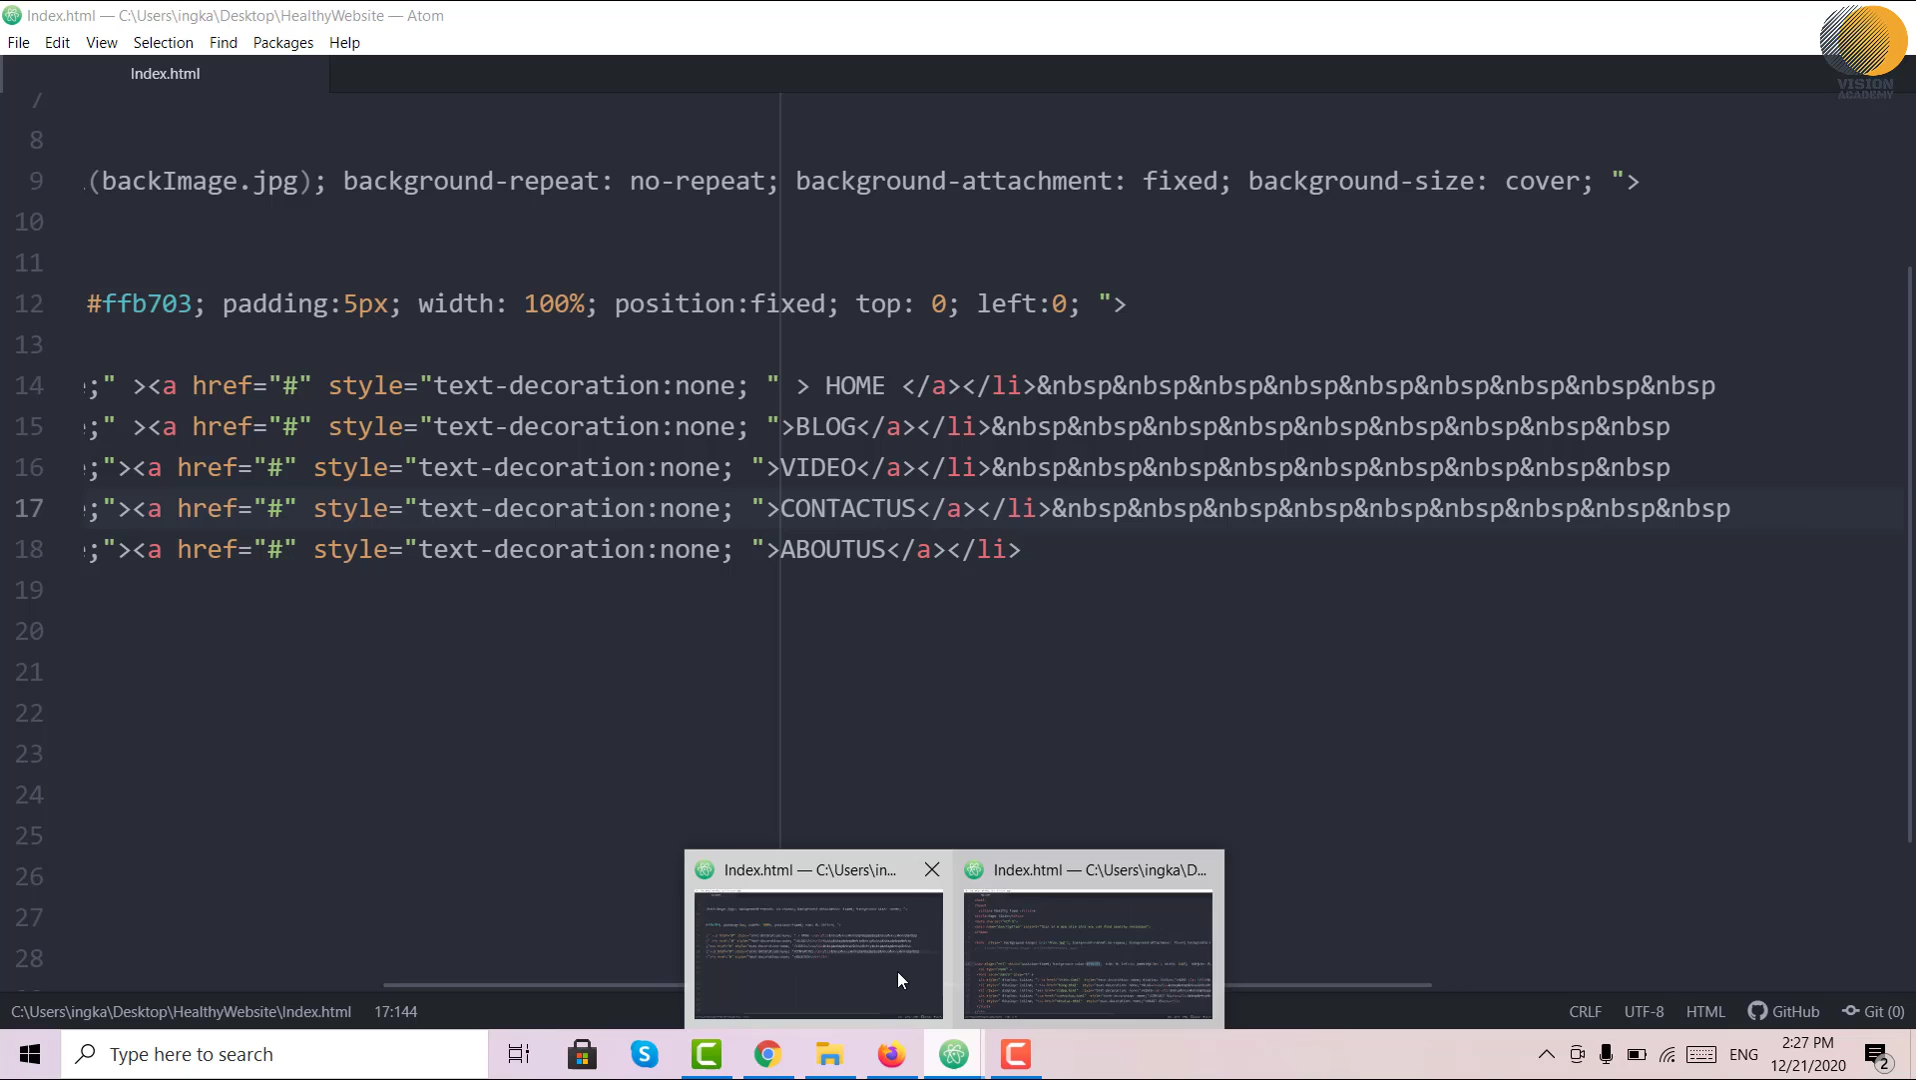 Index.html — C:\Users\ingka\Desktop\HealthyWebsite — Atom
File Edit View Selection Find Packages Help
VISION
ACADEMY
Index.html
7
8
9 (backImage.jpg); background-repeat: no-repeat; background-attachment: fixed; background-size: cover; ">
10
11
12 #ffb703; padding:5px; width: 100%; position:fixed; top: 0; left:0; ">
13
14 ;" ><a href="#" style="text-decoration:none; " > HOME </a></li>&nbsp&nbsp&nbsp&nbsp&nbsp&nbsp&nbsp&nbsp&nbsp
15 ;" ><a href="#" style="text-decoration:none; ">BLOG</a></li>&nbsp&nbsp&nbsp&nbsp&nbsp&nbsp&nbsp&nbsp&nbsp
16 ;"><a href="#" style="text-decoration:none; ">VIDEO</a></li>&nbsp&nbsp&nbsp&nbsp&nbsp&nbsp&nbsp&nbsp&nbsp
17 ;"><a href="#" style="text-decoration:none; ">CONTACTUS</a></li>&nbsp&nbsp&nbsp&nbsp&nbsp&nbsp&nbsp&nbsp&nbsp
18 ;"><a href="#" style="text-decoration:none; ">ABOUTUS</a></li>
19
20
21
22
23
24
25
26
27
28
Index.html — C:\Users\in... Index.html — C:\Users\ingka\D...
C:\Users\ingka\Desktop\HealthyWebsite\Index.html 17:144 CRLF UTF-8 HTML GitHub Git (0)
Type here to search
ENG
2:27 PM
12/21/2020
2